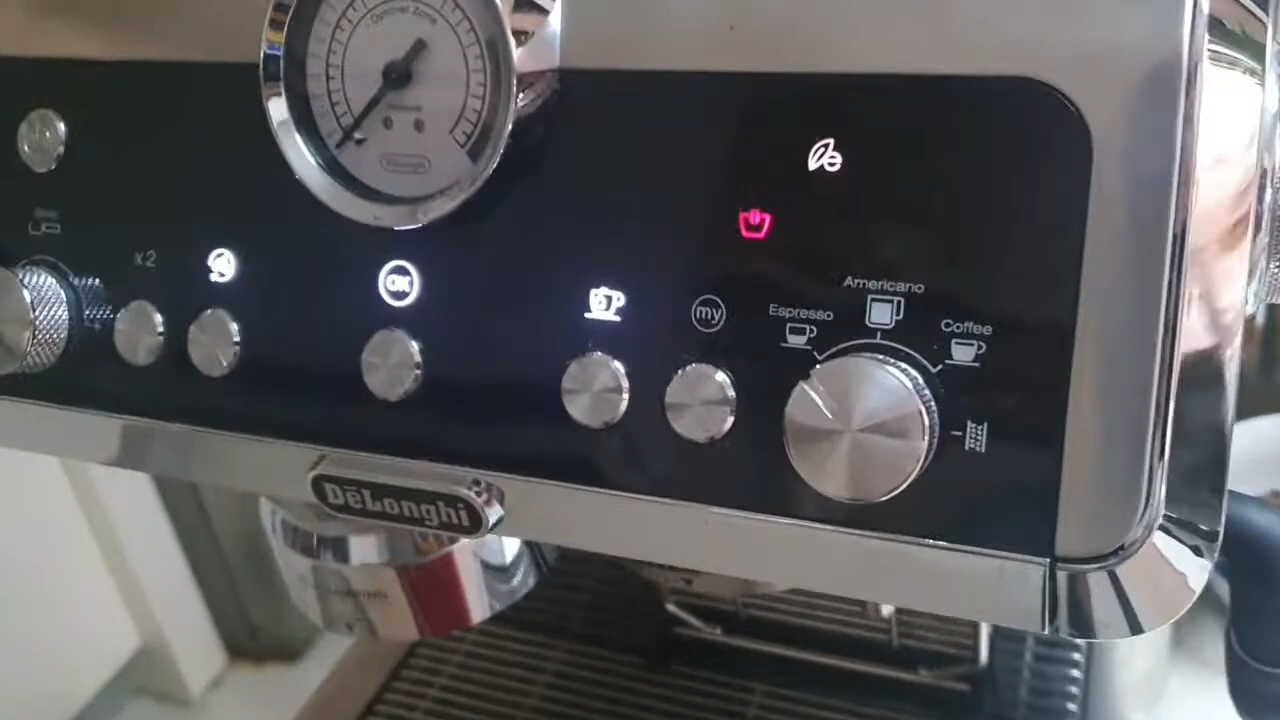 Optimal Zone
DeLonghi
x2
OK
my
Espresso
Americano
Coffee
DeLonghi